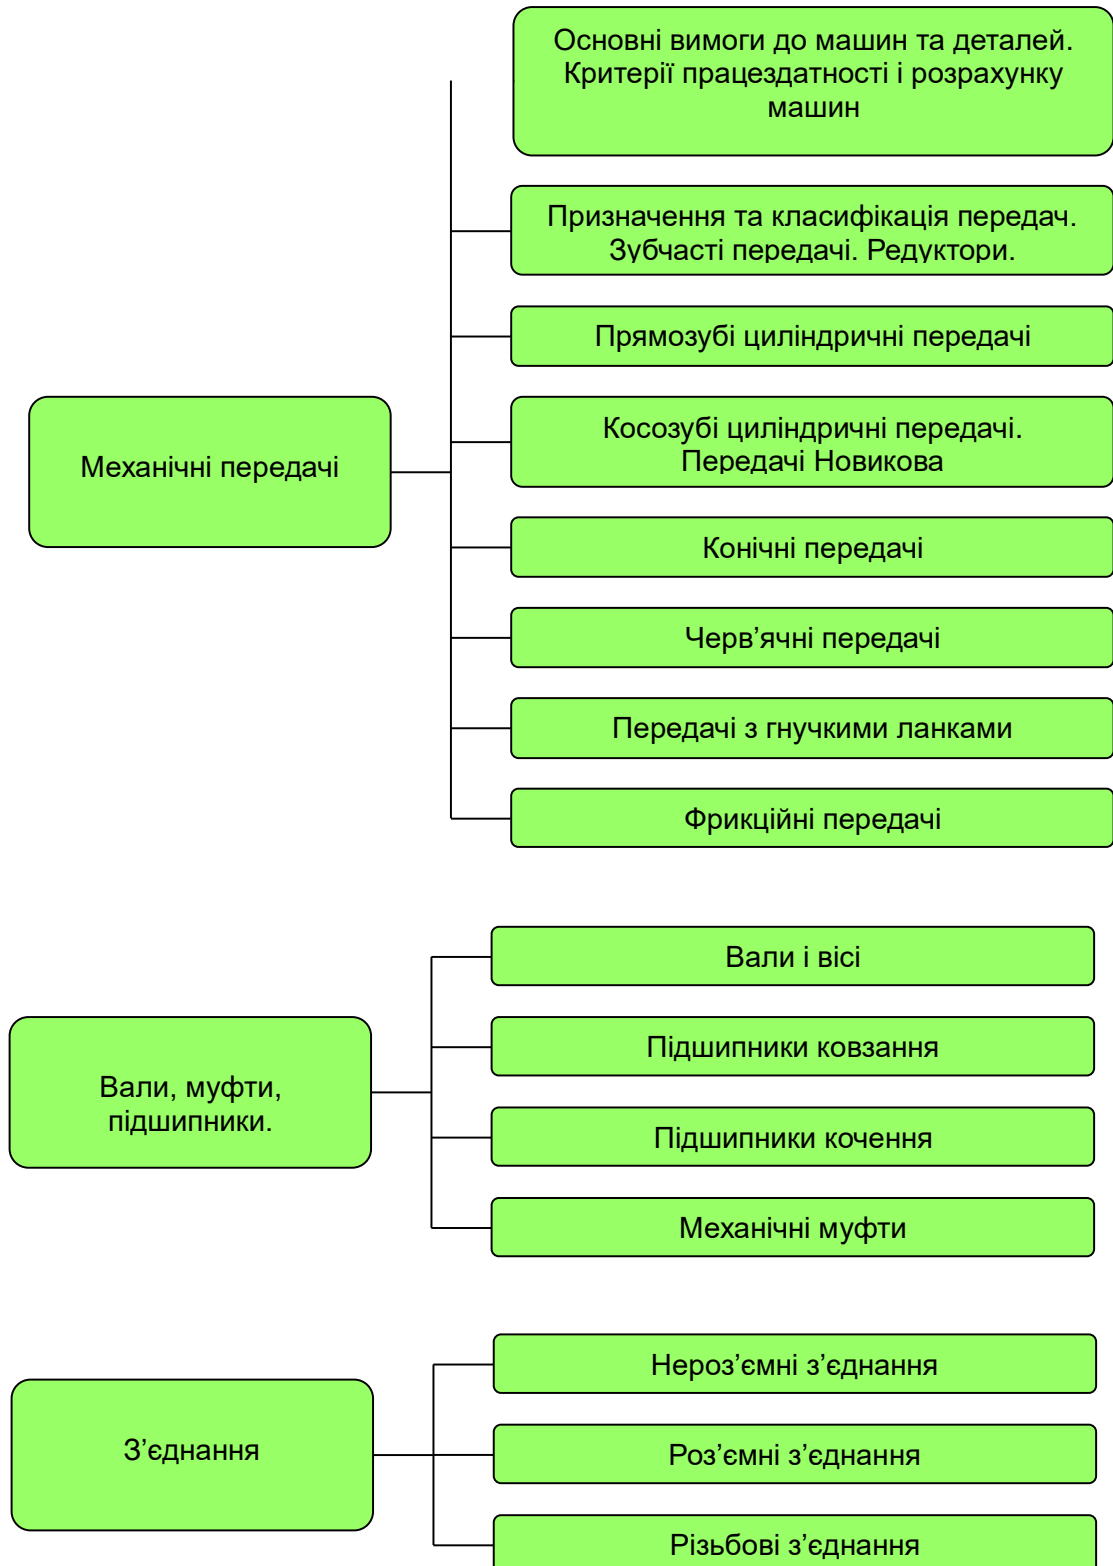 Основні вимоги до машин та деталей.
Критерії працездатності і розрахунку
машин
Призначення та класифікація передач.
Зубчасті передачі. Редуктори.
Прямозубі циліндричні передачі
Механічні передачі
Косозубі циліндричні передачі.
Передачі Новикова
Конічні передачі
Черв’ячні передачі
Передачі з гнучкими ланками
Фрикційні передачі
Вали, муфти,
підшипники.
Вали і вісі
Підшипники ковзання
Підшипники кочення
Механічні муфти
З’єднання
Нероз’ємні з’єднання
Роз’ємні з’єднання
Різьбові з’єднання